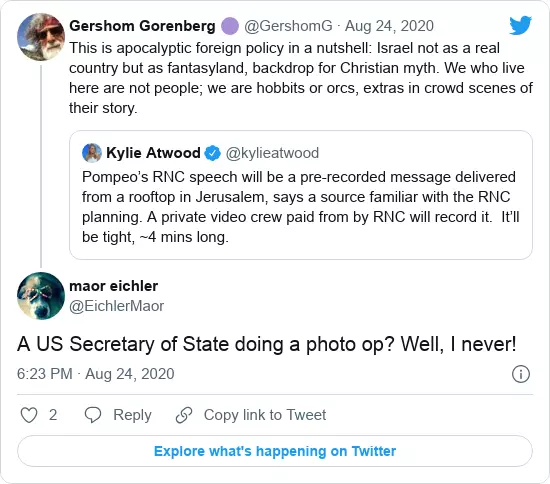 Gershom Gorenberg @GershomG · Aug 24, 2020
This is apocalyptic foreign policy in a nutshell: Israel not as a real
country but as fantasyland, backdrop for Christian myth. We who live
here are not people; we are hobbits or orcs, extras in crowd scenes of
their story.
Kylie Atwood @kylieatwood
Pompeo’s RNC speech will be a pre-recorded message delivered
from a rooftop in Jerusalem, says a source familiar with the RNC
planning. A private video crew paid from by RNC will record it. It’ll
be tight, ~4 mins long.
maor eichler
@EichlerMaor
A US Secretary of State doing a photo op? Well, I never!
6:23 PM · Aug 24, 2020
2 Reply Copy link to Tweet
Explore what's happening on Twitter